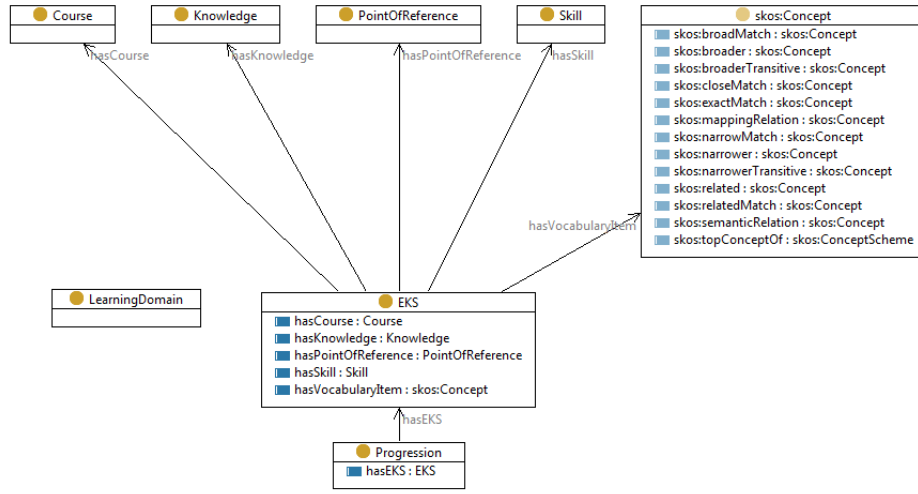 Course
Knowledge
PointOfReference
Skill
skos:Concept
skos:broadMatch : skos:Concept
skos:broader : skos:Concept
skos:broaderTransitive : skos:Concept
skos:closeMatch : skos:Concept
skos:exactMatch : skos:Concept
skos:mappingRelation : skos:Concept
skos:narrowMatch : skos:Concept
skos:narrower : skos:Concept
skos:narrowerTransitive : skos:Concept
skos:related : skos:Concept
skos:relatedMatch : skos:Concept
skos:semanticRelation : skos:Concept
skos:topConceptOf : skos:ConceptScheme
hasCourse
hasKnowledge
hasPointOfReference
hasSkill
hasVocabularyItem
LearningDomain
EKS
hasCourse : Course
hasKnowledge : Knowledge
hasPointOfReference : PointOfReference
hasSkill : Skill
hasVocabularyItem : skos:Concept
hasEKS
Progression
hasEKS : EKS